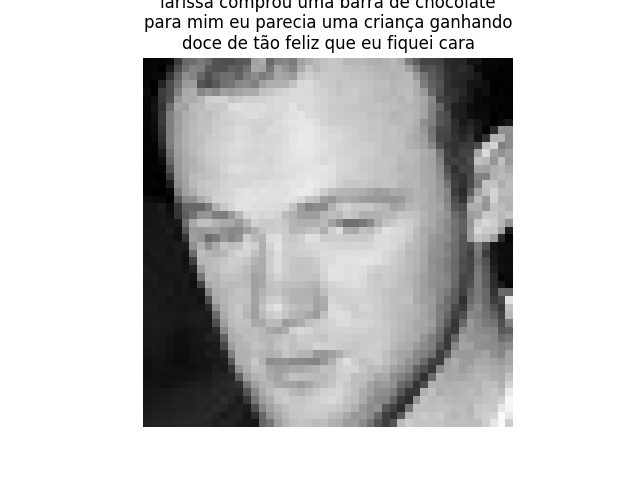 larissa comprou uma barra de chocolate
para mim eu parecia uma criança ganhando
doce de tão feliz que eu fiquei cara